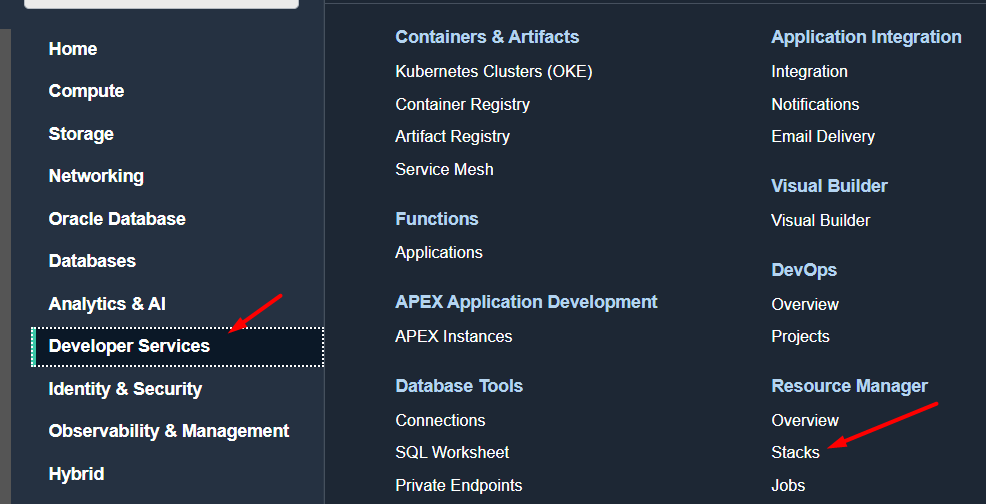 Home
Compute
Storage
Networking
Oracle Database
Databases
Analytics & AI
Developer Services
Identity & Security
Observability & Management
Hybrid
Containers & Artifacts
Kubernetes Clusters (OKE)
Container Registry
Artifact Registry
Service Mesh
Functions
Applications
APEX Application Development
APEX Instances
Database Tools
Connections
SQL Worksheet
Private Endpoints
Application Integration
Integration
Notifications
Email Delivery
Visual Builder
Visual Builder
DevOps
Overview
Projects
Resource Manager
Overview
Stacks
Jobs